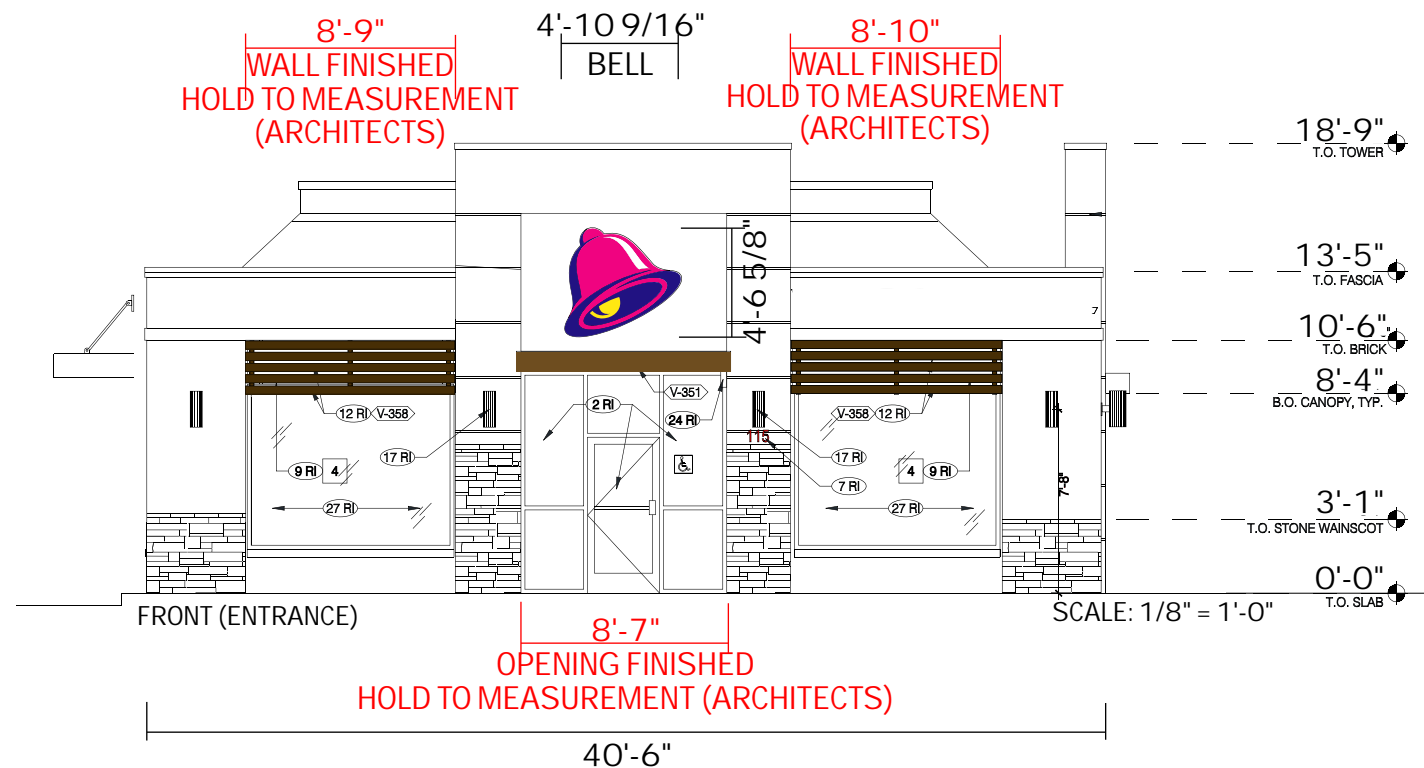 8'-9"
WALL FINISHED
HOLD TO MEASUREMENT
(ARCHITECTS)
4'-10 9/16"
BELL
8'-10"
WALL FINISHED
HOLD TO MEASUREMENT
(ARCHITECTS)
18'-9"
T.O. TOWER
4'-6 5/8"
13'-5"
T.O. FASCIA
7
10'-6"
T.O. BRICK
8'-4"
B.O. CANOPY, TYP.
12 RI V-358
2 RI
V-351
24 RI
V-358 12 RI
115
17 RI
17 RI
9 RI 4
7 RI
4 9 RI
7'-8"
27 RI
27 RI
3'-1"
T.O. STONE WAINSCOT
0'-0"
T.O. SLAB
FRONT (ENTRANCE)
SCALE: 1/8" = 1'-0"
8'-7"
OPENING FINISHED
HOLD TO MEASUREMENT (ARCHITECTS)
40'-6"